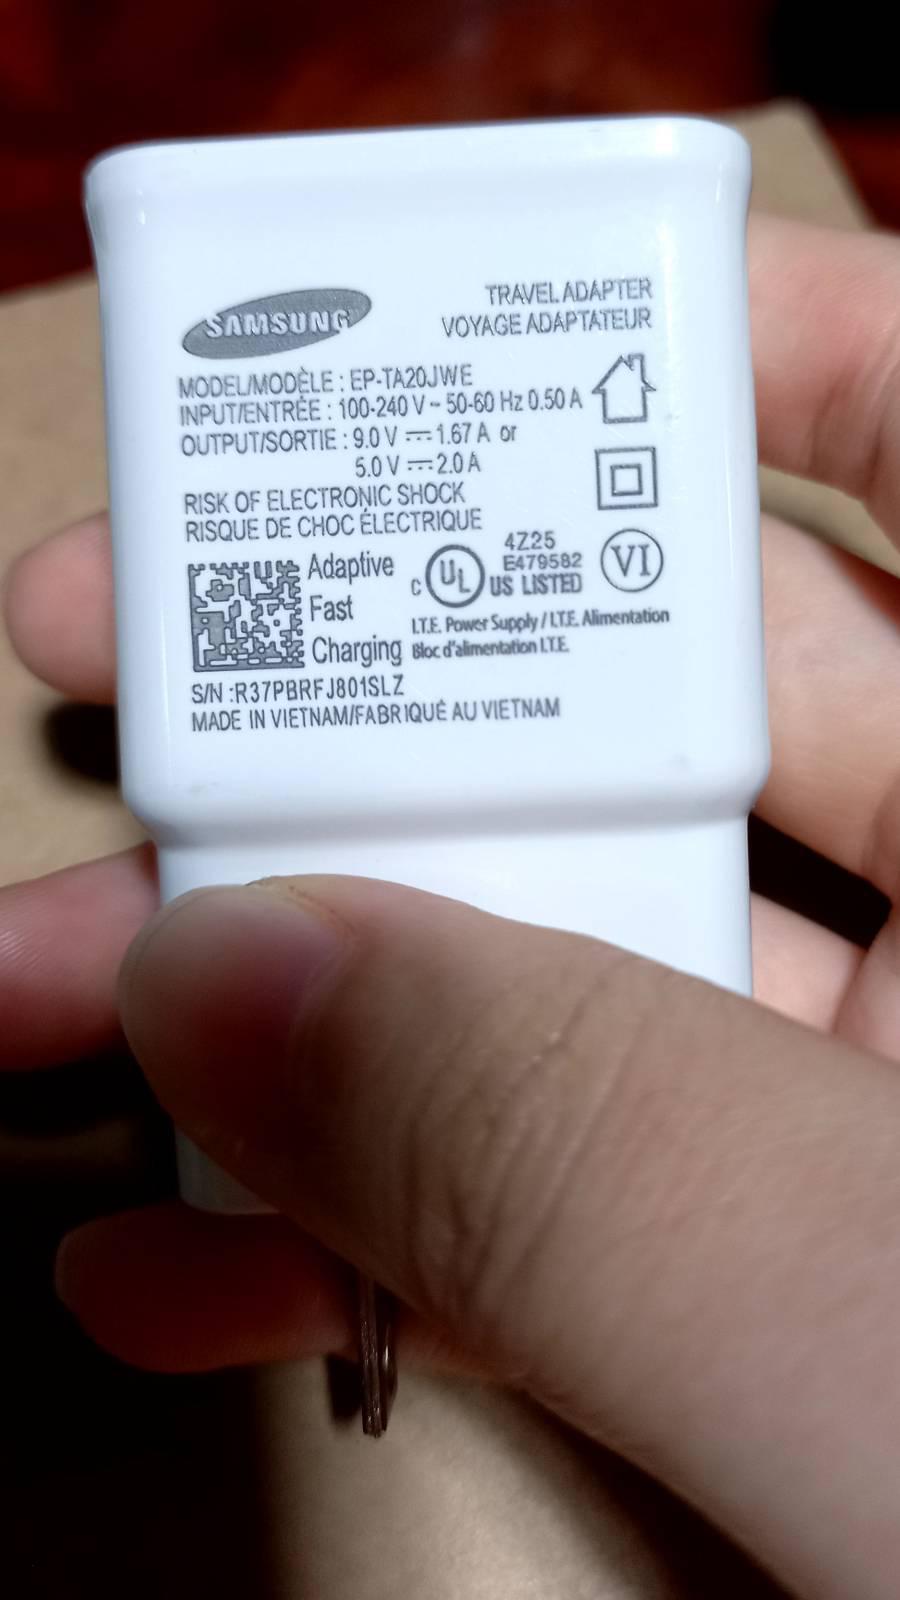 SAMSUNG
TRAVEL ADAPTER
VOYAGE ADAPTATEUR
MODEL/MODÈLE : EP-TA20JWE
INPUT/ENTRÉE : 100-240 V ~ 50-60 Hz 0.50 A
OUTPUT/SORTIE : 9.0 V ⎓ 1.67 A or
5.0 V ⎓ 2.0 A
RISK OF ELECTRONIC SHOCK
RISQUE DE CHOC ÉLECTRIQUE
Adaptive
Fast
Charging
c UL US LISTED
4Z25
E479582
VI
I.T.E. Power Supply / I.T.E. Alimentation
Bloc d'alimentation I.T.E.
S/N :R37PBRFJ801SLZ
MADE IN VIETNAM/FABRIQUÉ AU VIETNAM